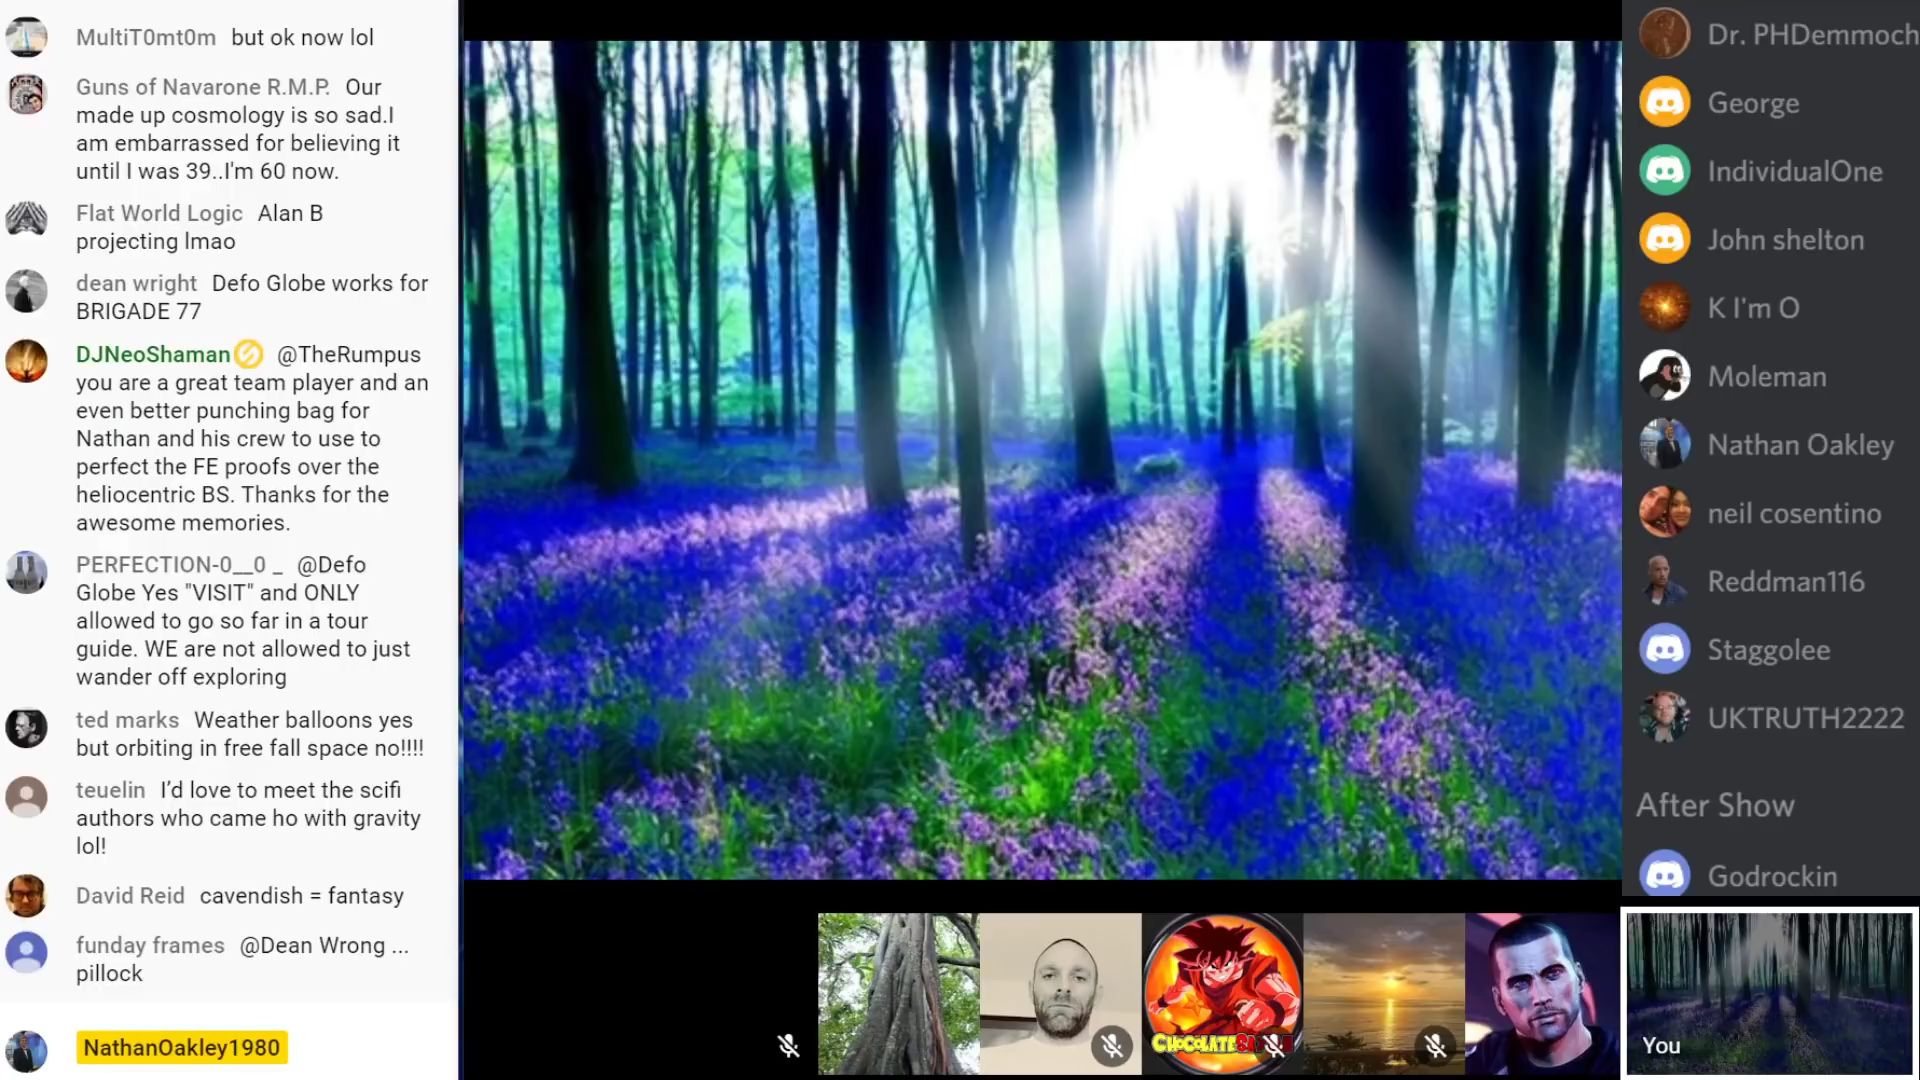 MultiT0mt0m but ok now lol
Guns of Navarone R.M.P. Our
made up cosmology is so sad.I
am embarrassed for believing it
until I was 39..I'm 60 now.
Flat World Logic Alan B
projecting lmao
dean wright Defo Globe works for
BRIGADE 77
DJNeoShaman @TheRumpus
you are a great team player and an
even better punching bag for
Nathan and his crew to use to
perfect the FE proofs over the
heliocentric BS. Thanks for the
awesome memories.
PERFECTION-0__0 _ @Defo
Globe Yes "VISIT" and ONLY
allowed to go so far in a tour
guide. WE are not allowed to just
wander off exploring
ted marks Weather balloons yes
but orbiting in free fall space no!!!!
teuelin I’d love to meet the scifi
authors who came ho with gravity
lol!
David Reid cavendish = fantasy
funday frames @Dean Wrong ...
pillock
NathanOakley1980
Dr. PHDemmoch
George
IndividualOne
John shelton
K I'm O
Moleman
Nathan Oakley
neil cosentino
Reddman116
Staggolee
UKTRUTH2222
After Show
Godrockin
You